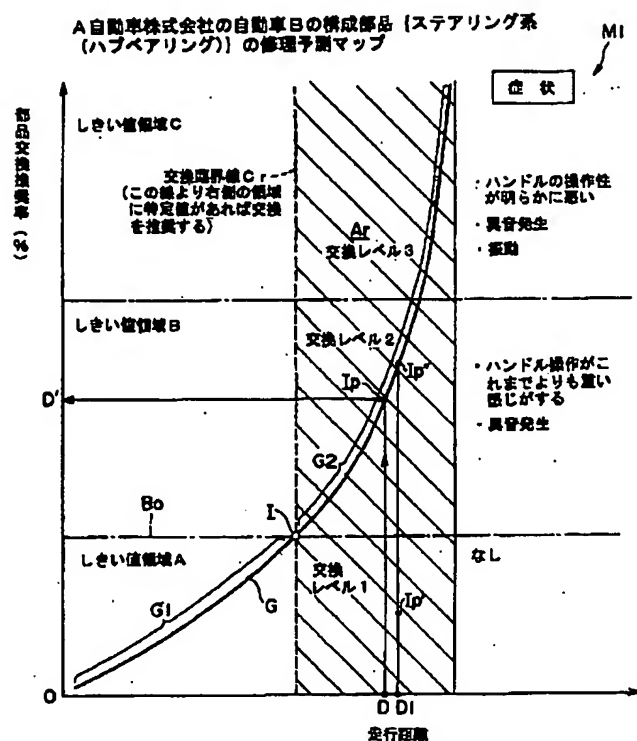 A自動車株式会社の自動車Bの構成部品{ステアリング系
(ハブベアリング)}の修理予測マップ
M1
症状
部品交換推奨率(%)
しきい値領域C
交換臨界線Cr
(この線より右側の領域
に特定値があれば交換
を推奨する)
Ar
交換レベル3
・ハンドルの操作性
が明らかに悪い
・異音発生
・振動
しきい値領域B
交換レベル2
Ip
Ip"
D'
・ハンドル操作がこ
れまでよりも重い
感じがする
・異音発生
G2
Bo
I
しきい値領域A
なし
交換
レベル1
G1
G
Ip'
O
D
D1
走行距離